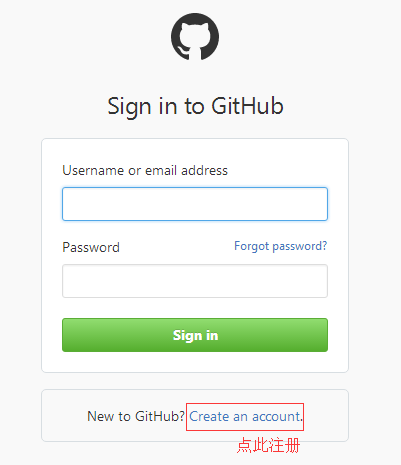 Sign in to GitHub
Username or email address
Password Forgot password?
Sign in
New to GitHub? Create an account.
点此注册